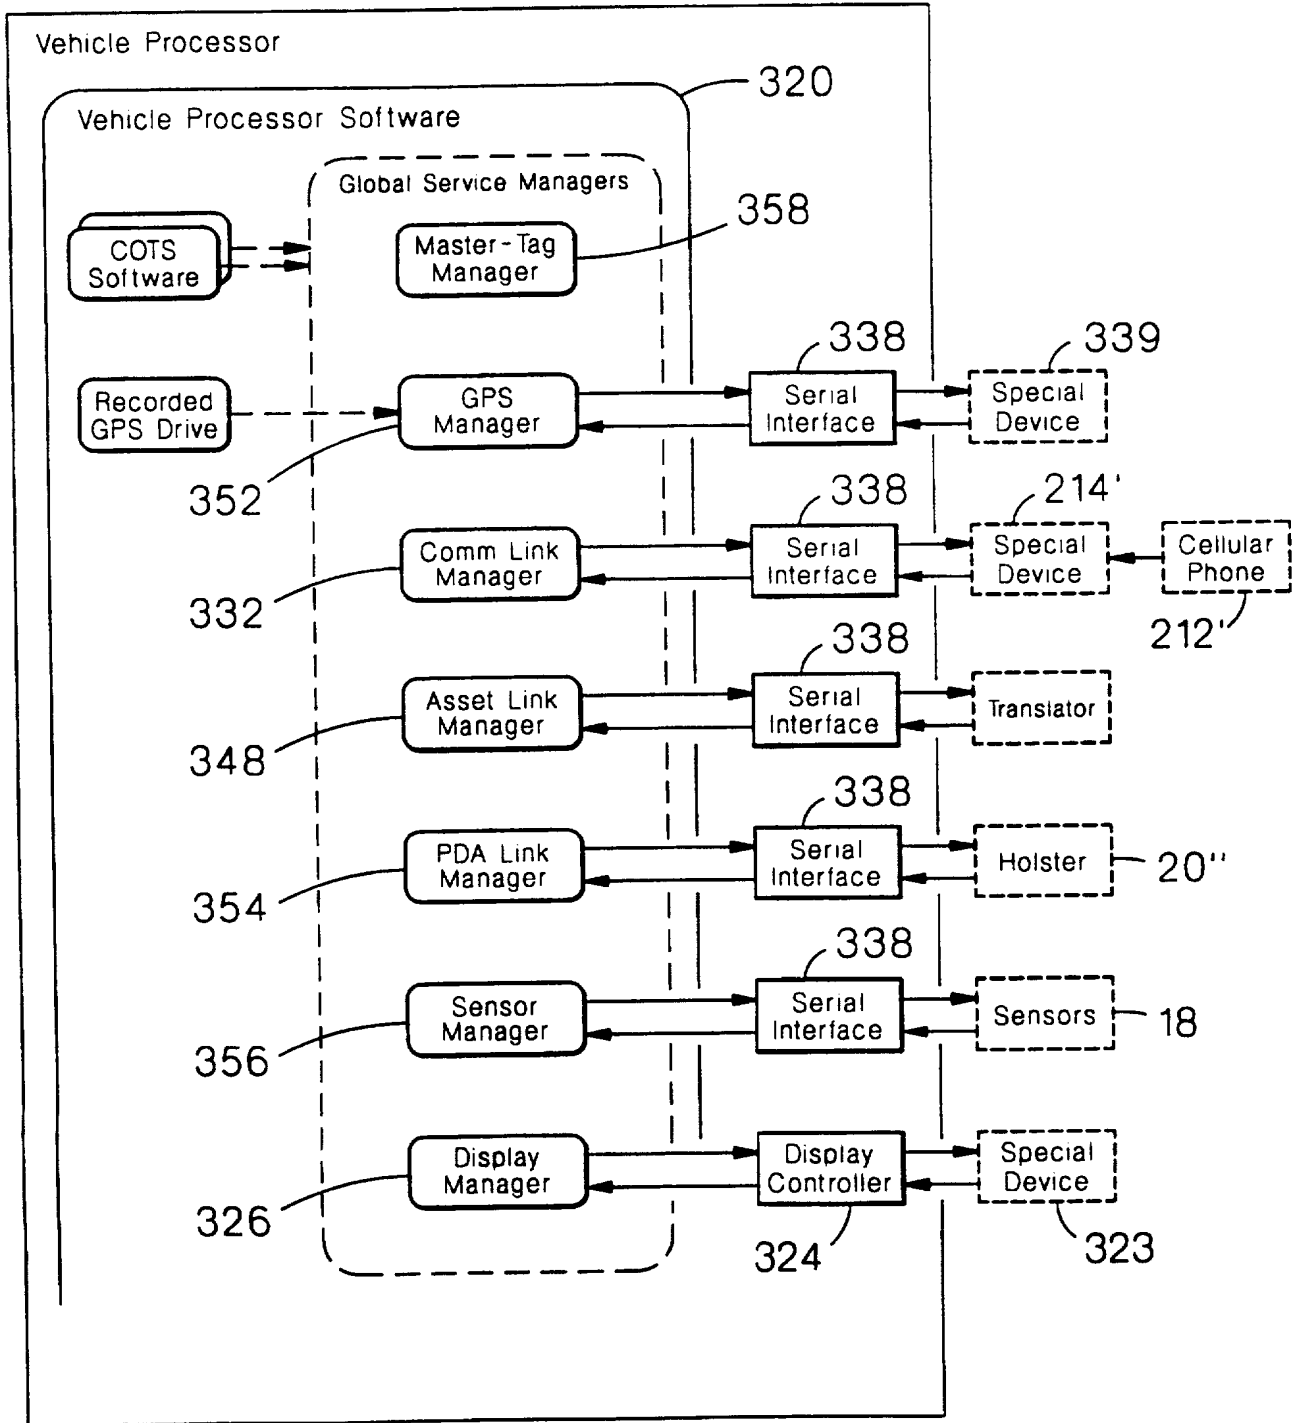 Vehicle Processor
320
Vehicle Processor Software
Global Service Managers
358
COTS
Software
Master-Tag
Manager
338
339
Recorded
GPS Drive
GPS
Manager
Serial
Interface
Special
Device
352
338
214'
Comm Link
Manager
Serial
Interface
Special
Device
Cellular
Phone
332
212'
338
Asset Link
Manager
Serial
Interface
Translator
348
338
PDA Link
Manager
Serial
Interface
Holster
20''
354
338
Sensor
Manager
Serial
Interface
Sensors
18
356
Display
Manager
Display
Controller
Special
Device
326
324
323